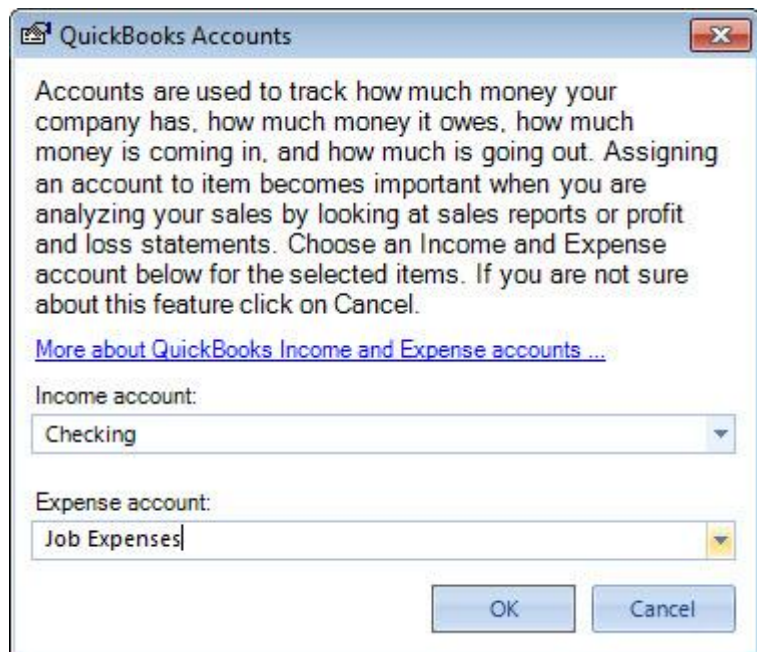 QuickBooks Accounts
Accounts are used to track how much money your
company has, how much money it owes, how much
money is coming in, and how much is going out. Assigning
an account to item becomes important when you are
analyzing your sales by looking at sales reports or profit
and loss statements. Choose an Income and Expense
account below for the selected items. If you are not sure
about this feature click on Cancel.
More about QuickBooks Income and Expense accounts ...
Income account:
Checking
Expense account:
Job Expenses
OK Cancel